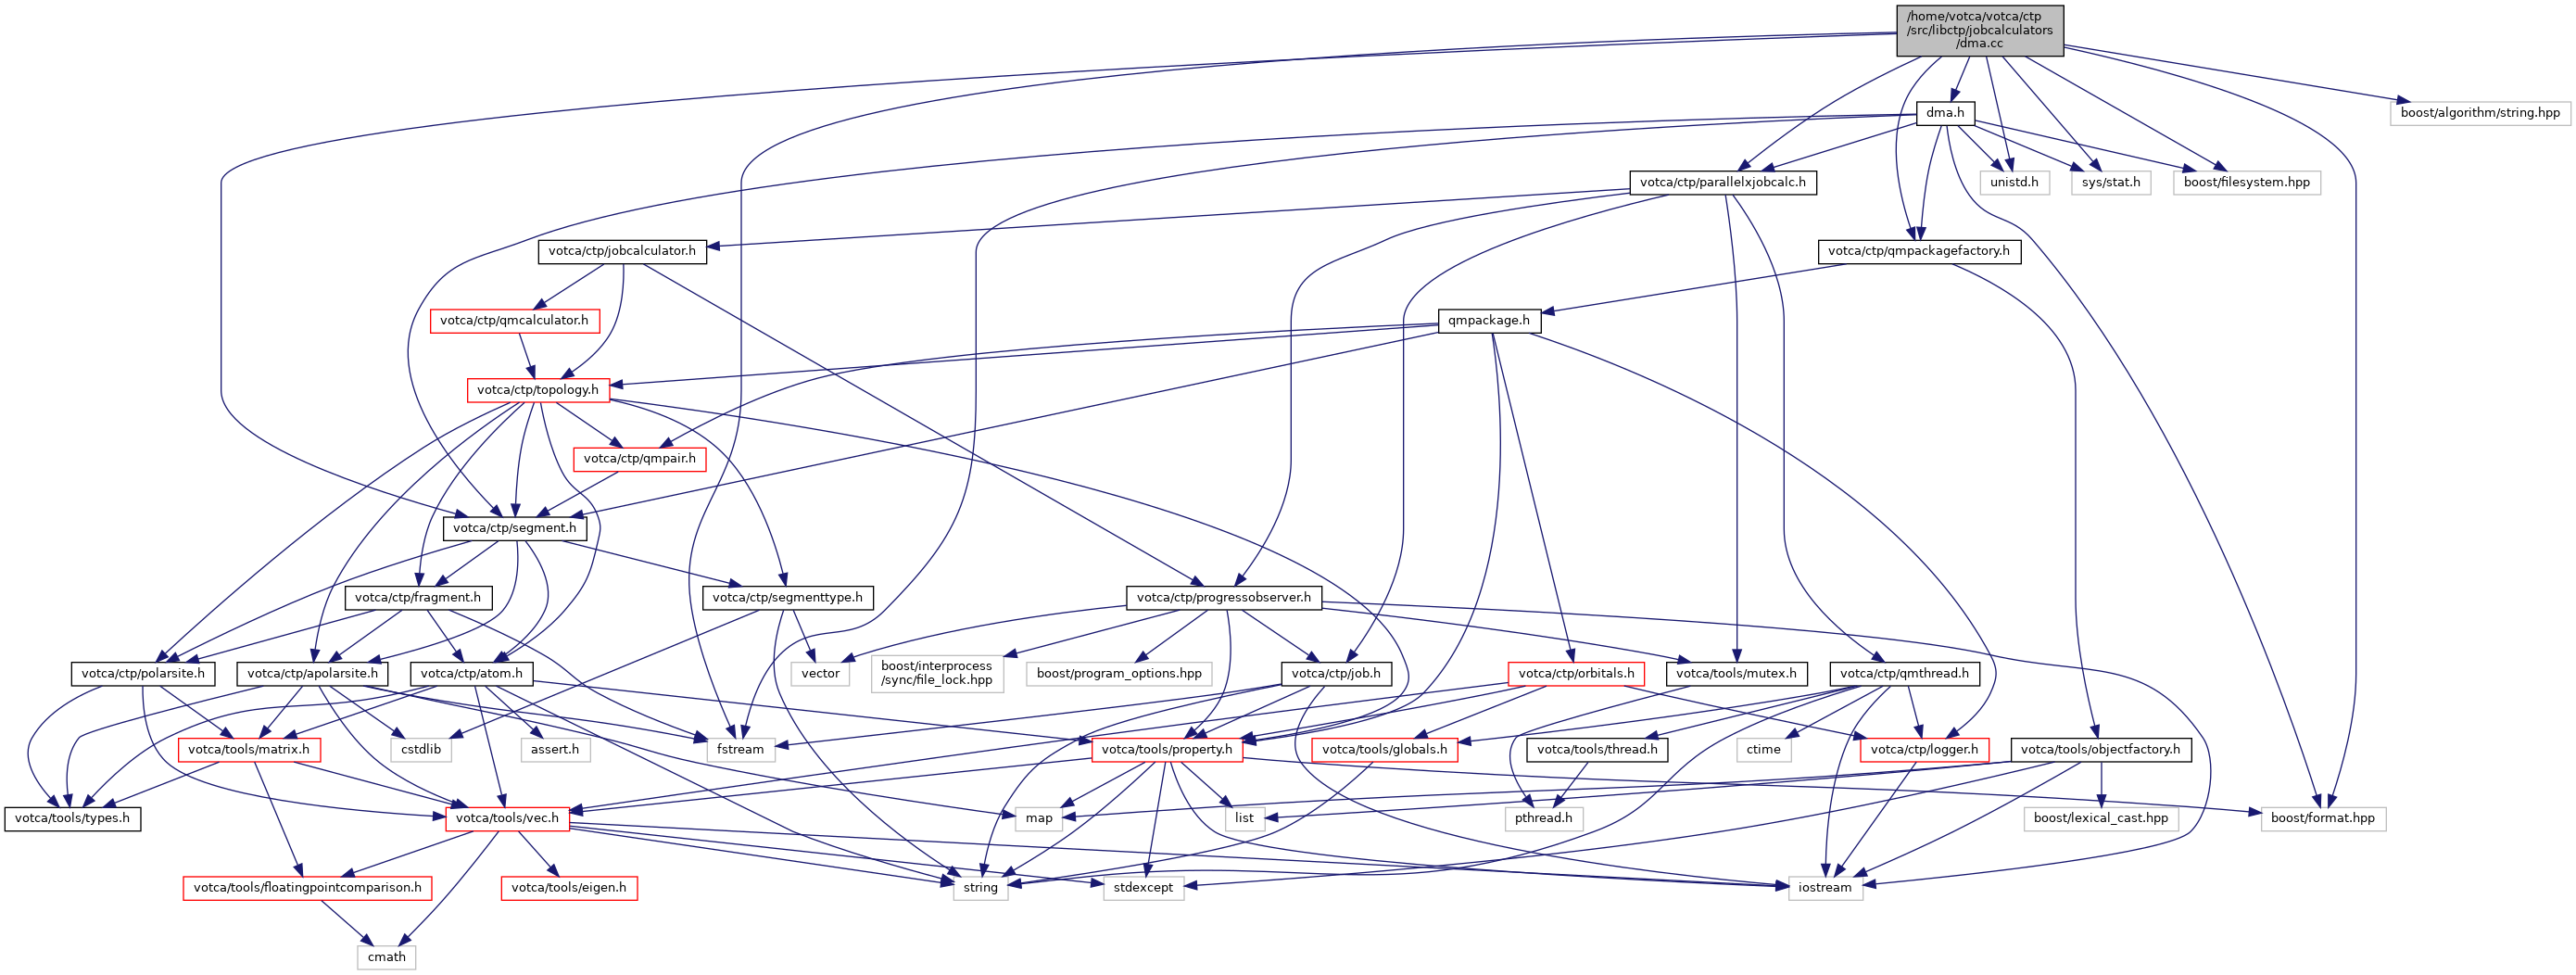 /home/votca/votca/ctp
/src/libctp/jobcalculators
/dma.cc
dma.h
boost/algorithm/string.hpp
votca/ctp/parallelxjobcalc.h
unistd.h
sys/stat.h
boost/filesystem.hpp
votca/ctp/jobcalculator.h
votca/ctp/qmpackagefactory.h
votca/ctp/qmcalculator.h
qmpackage.h
votca/ctp/topology.h
votca/ctp/qmpair.h
votca/ctp/segment.h
votca/ctp/fragment.h
votca/ctp/segmenttype.h
votca/ctp/progressobserver.h
votca/ctp/polarsite.h
votca/ctp/apolarsite.h
votca/ctp/atom.h
vector
boost/interprocess
/sync/file_lock.hpp
boost/program_options.hpp
votca/ctp/job.h
votca/ctp/orbitals.h
votca/tools/mutex.h
votca/ctp/qmthread.h
votca/tools/matrix.h
cstdlib
assert.h
fstream
votca/tools/property.h
votca/tools/globals.h
votca/tools/thread.h
ctime
votca/ctp/logger.h
votca/tools/objectfactory.h
votca/tools/types.h
votca/tools/vec.h
map
list
pthread.h
boost/lexical_cast.hpp
boost/format.hpp
votca/tools/floatingpointcomparison.h
votca/tools/eigen.h
string
stdexcept
iostream
cmath